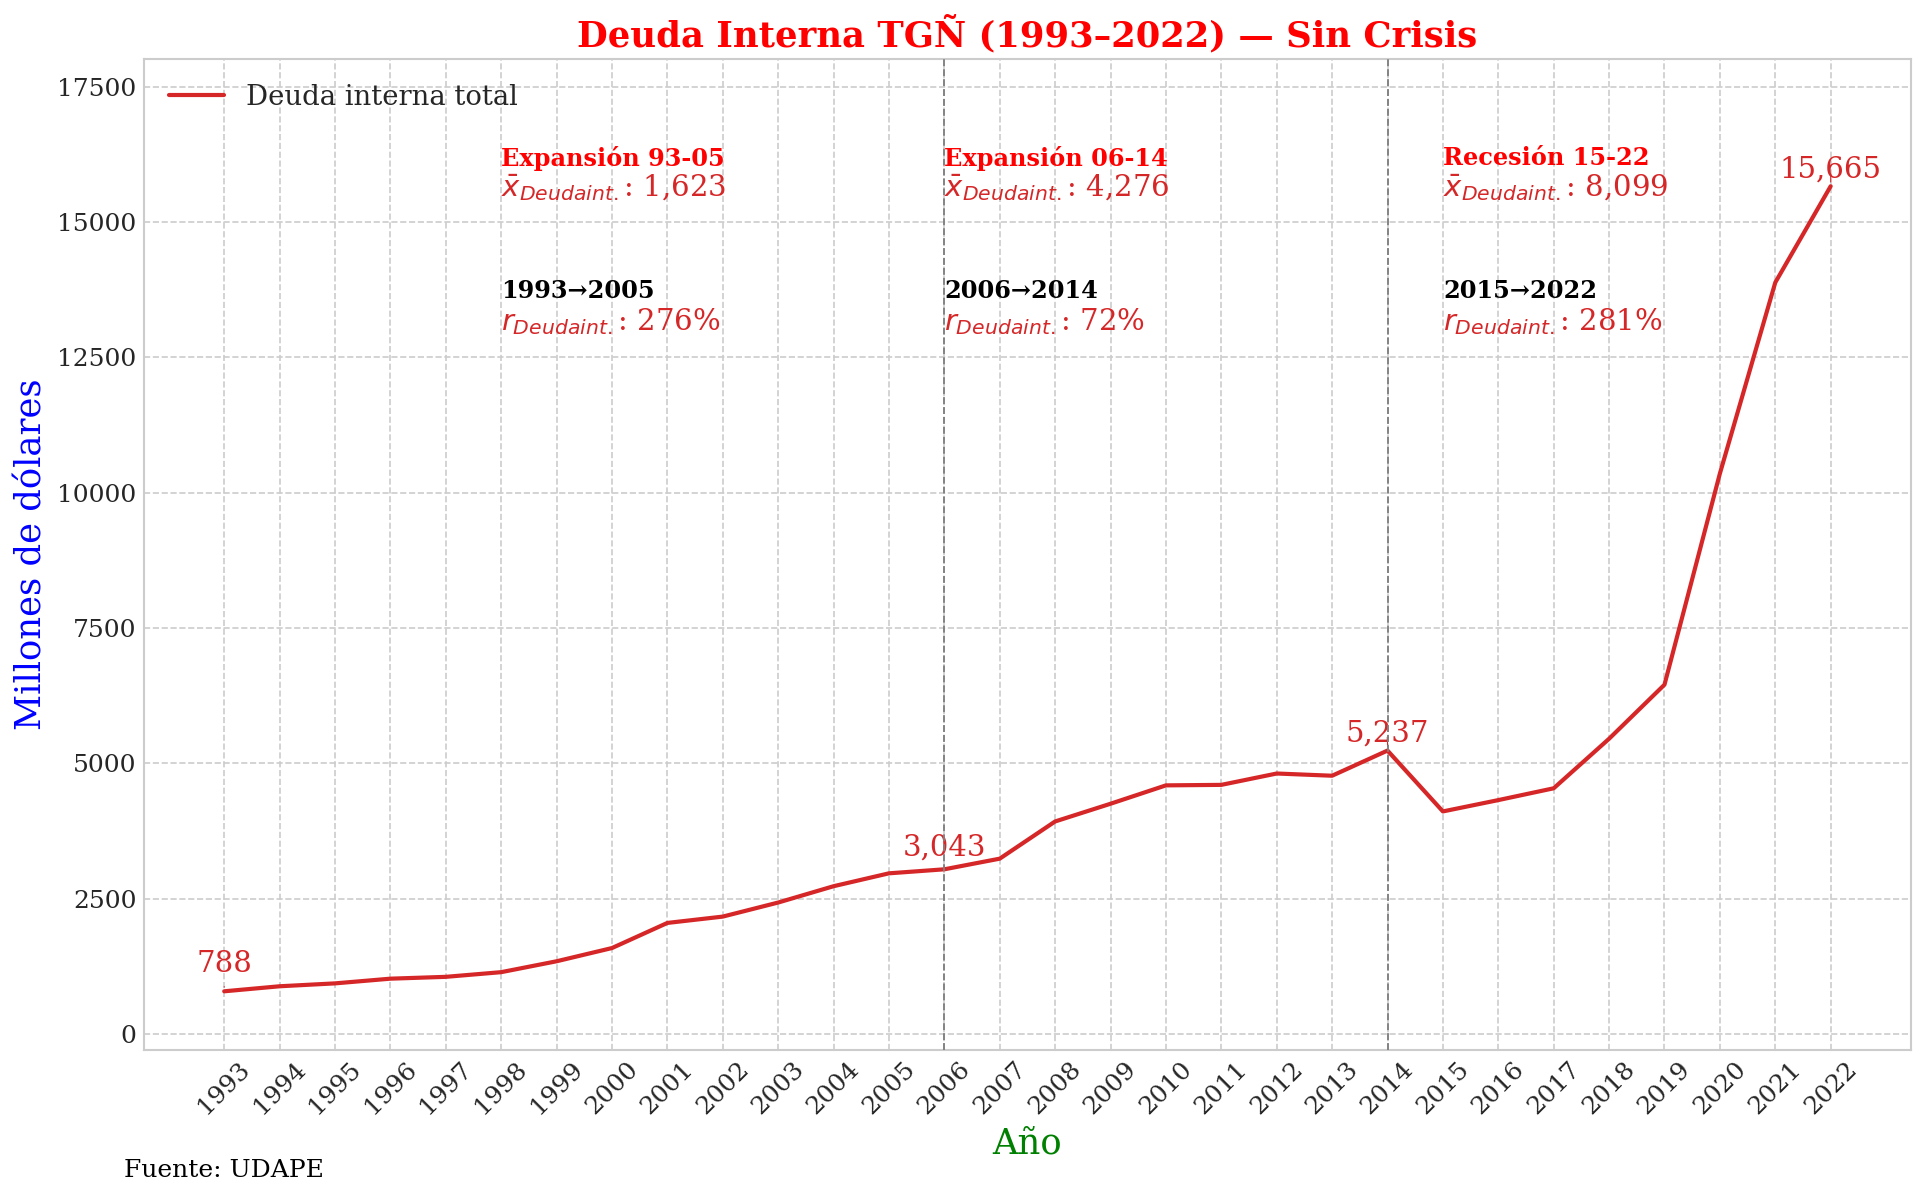 Deuda Interna TGÑ (1993–2022) — Sin Crisis
17500
Deuda interna total
Expansión 93-05
x̄Deudaint.: 1,623
Expansión 06-14
x̄Deudaint.: 4,276
Recesión 15-22
x̄Deudaint.: 8,099
15,665
15000
1993→2005
rDeudaint.: 276%
2006→2014
rDeudaint.: 72%
2015→2022
rDeudaint.: 281%
12500
10000
7500
5000
2500
0
Millones de dólares
5,237
3,043
788
1993 1994 1995 1996 1997 1998 1999 2000 2001 2002 2003 2004 2005 2006 2007 2008 2009 2010 2011 2012 2013 2014 2015 2016 2017 2018 2019 2020 2021 2022
Año
Fuente: UDAPE